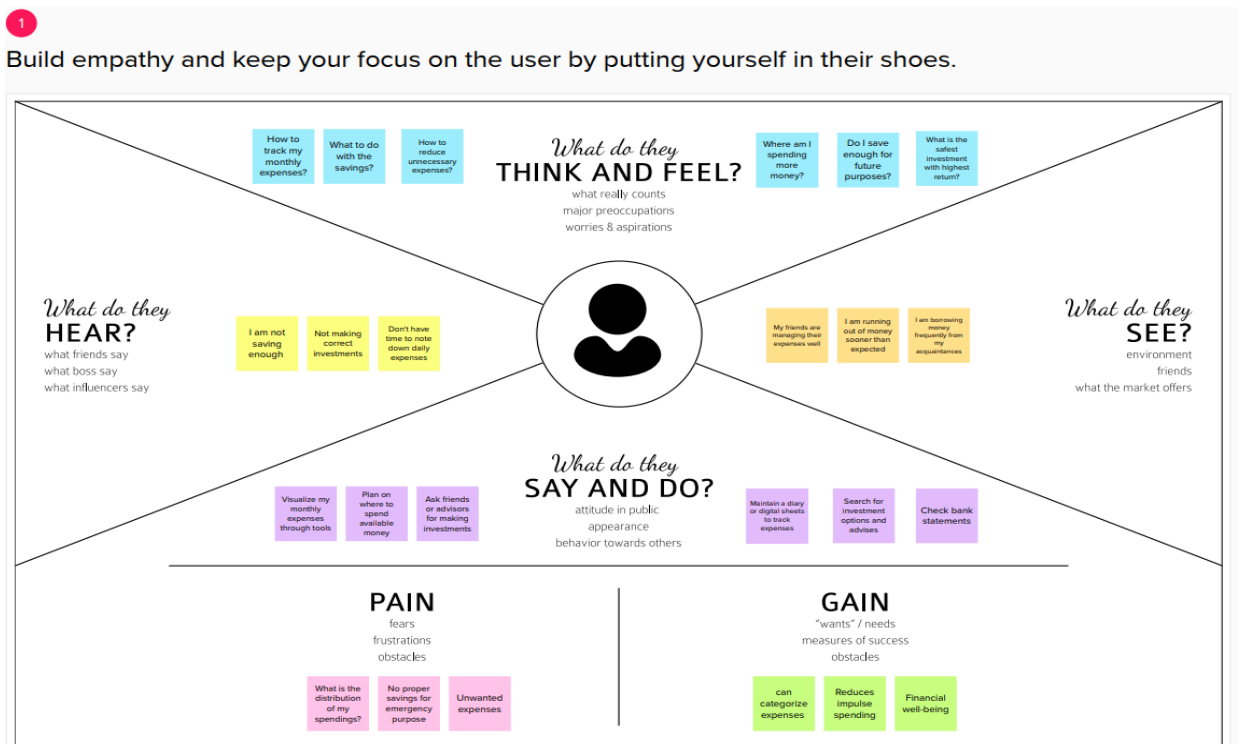 1
Build empathy and keep your focus on the user by putting yourself in their shoes.
How to
track my
monthly
expenses?
What to do
with the
savings?
How to
reduce
unnecessary
expenses?
What do they
THINK AND FEEL?
what really counts
major preoccupations
worries & aspirations
Where am I
spending
more
money?
Do I save
enough for
future
purposes?
What is the
safest
investment
with highest
return?
What do they
HEAR?
what friends say
what boss say
what influencers say
I am not
saving
enough
Not making
correct
investments
Don't have
time to note
down daily
expenses
My friends are
managing their
expenses well
I am running
out of money
sooner than
expected
I am borrowing
money
frequently from
my
acquaintances
What do they
SEE?
environment
friends
what the market offers
Visualize my
monthly
expenses
through tools
Plan on
where to
spend
available
money
Ask friends
or advisors
for making
investments
What do they
SAY AND DO?
attitude in public
appearance
behavior towards others
Maintain a diary
or digital sheets
to track
expenses
Search for
investment
options and
advises
Check bank
statements
PAIN
fears
frustrations
obstacles
What is the
distribution
of my
spendings?
No proper
savings for
emergency
purpose
Unwanted
expenses
GAIN
"wants" / needs
measures of success
obstacles
can
categorize
expenses
Reduces
impulse
spending
Financial
well-being